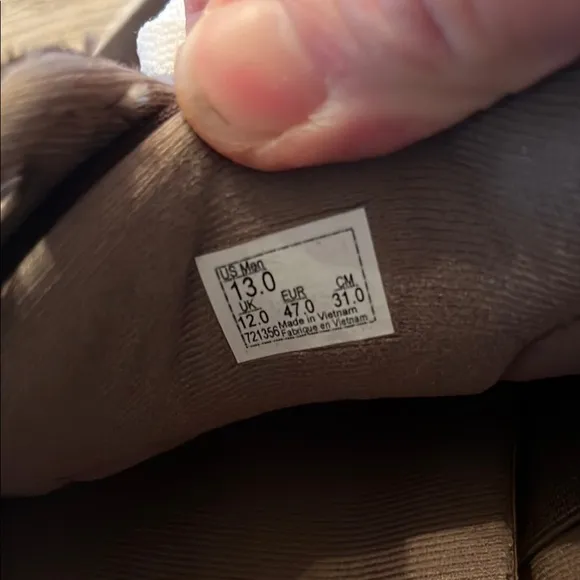 US Men
13.0
UK EUR CM
12.0 47.0 31.0
721356 Made in Vietnam
Fabrique en Vietnam